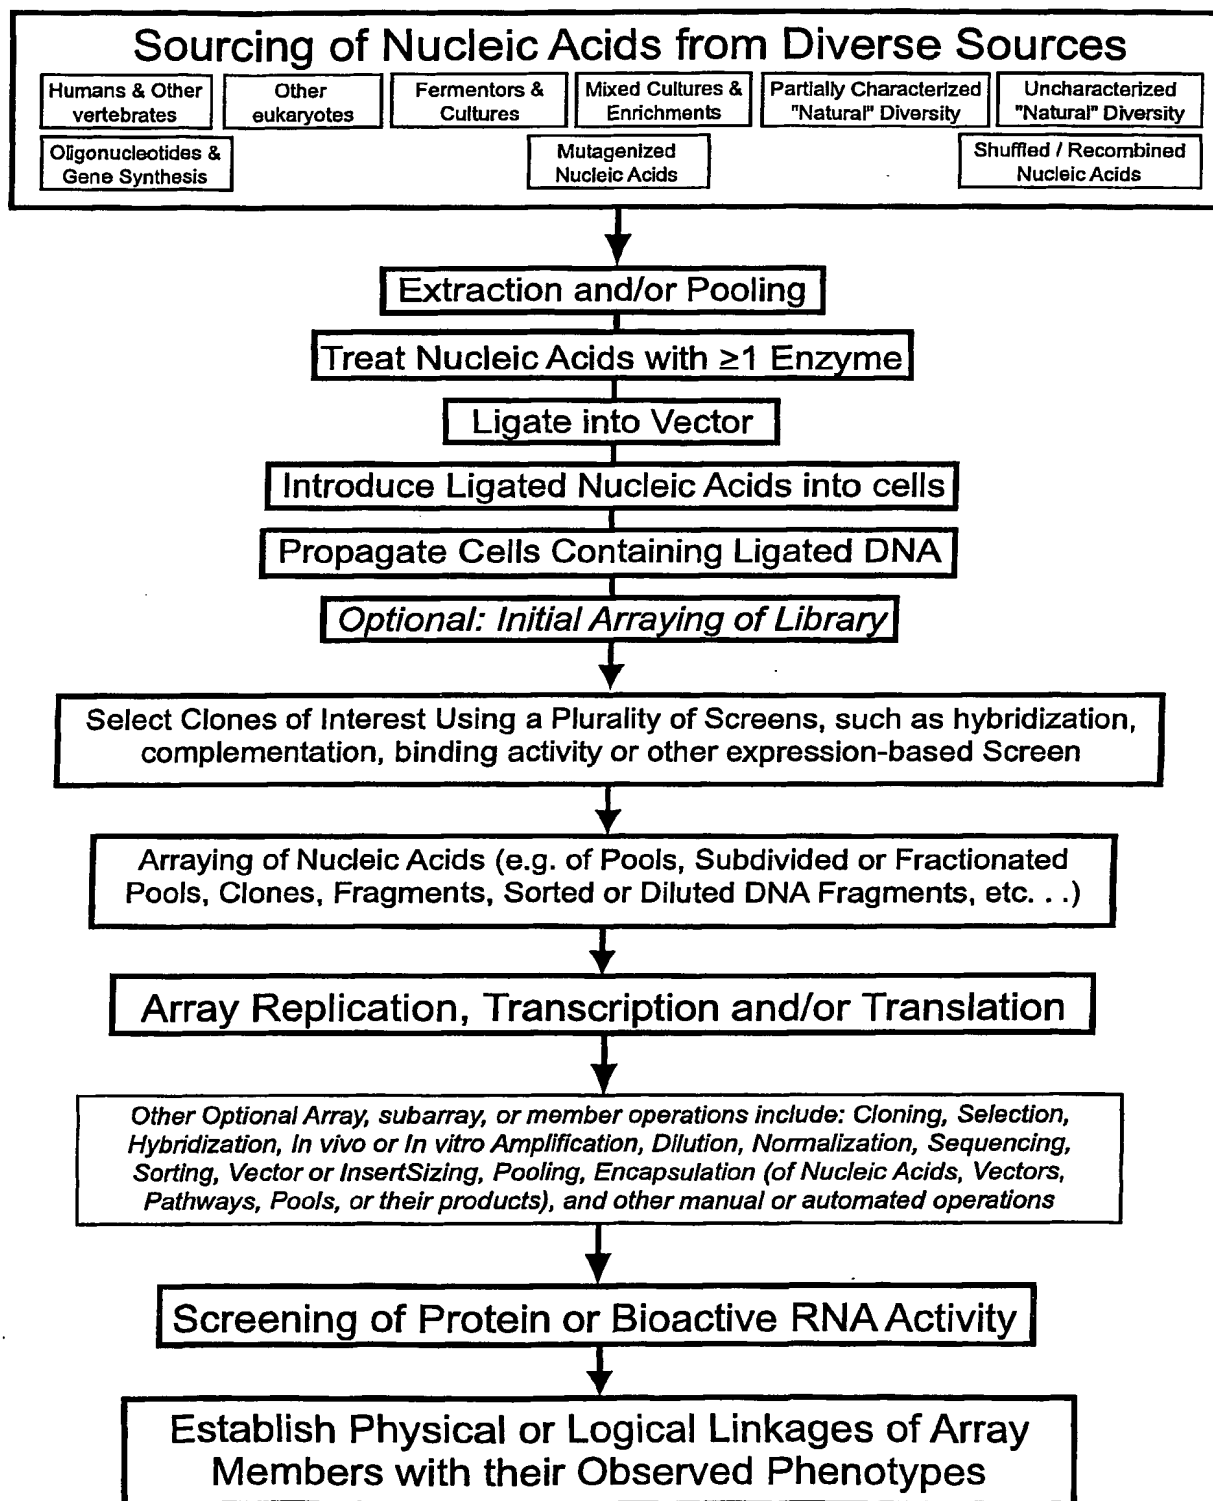 Sourcing of Nucleic Acids from Diverse Sources
Humans & Other
vertebrates
Other
eukaryotes
Fermentors &
Cultures
Mixed Cultures &
Enrichments
Partially Characterized
"Natural" Diversity
Uncharacterized
"Natural" Diversity
Oligonucleotides &
Gene Synthesis
Mutagenized
Nucleic Acids
Shuffled / Recombined
Nucleic Acids
Extraction and/or Pooling
Treat Nucleic Acids with ≥1 Enzyme
Ligate into Vector
Introduce Ligated Nucleic Acids into cells
Propagate Cells Containing Ligated DNA
Optional: Initial Arraying of Library
Select Clones of Interest Using a Plurality of Screens, such as hybridization,
complementation, binding activity or other expression-based Screen
Arraying of Nucleic Acids (e.g. of Pools, Subdivided or Fractionated
Pools, Clones, Fragments, Sorted or Diluted DNA Fragments, etc. . .)
Array Replication, Transcription and/or Translation
Other Optional Array, subarray, or member operations include: Cloning, Selection,
Hybridization, In vivo or In vitro Amplification, Dilution, Normalization, Sequencing,
Sorting, Vector or InsertSizing, Pooling, Encapsulation (of Nucleic Acids, Vectors,
Pathways, Pools, or their products), and other manual or automated operations
Screening of Protein or Bioactive RNA Activity
Establish Physical or Logical Linkages of Array
Members with their Observed Phenotypes